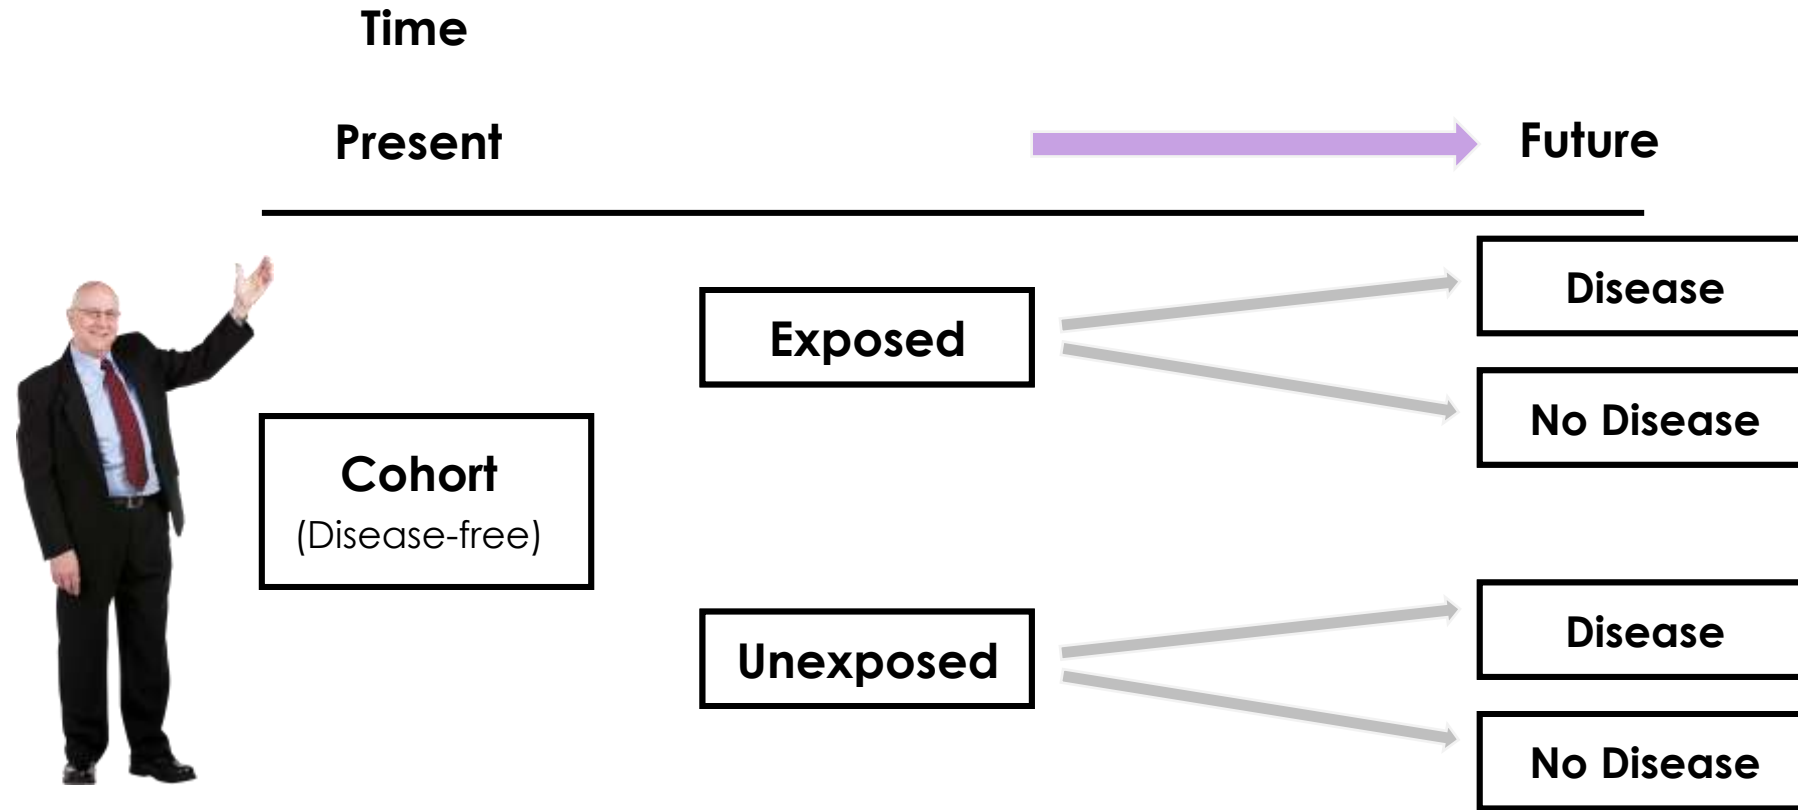 Time
Present
Future
Disease
Exposed
No Disease
Cohort
(Disease-free)
Disease
Unexposed
No Disease